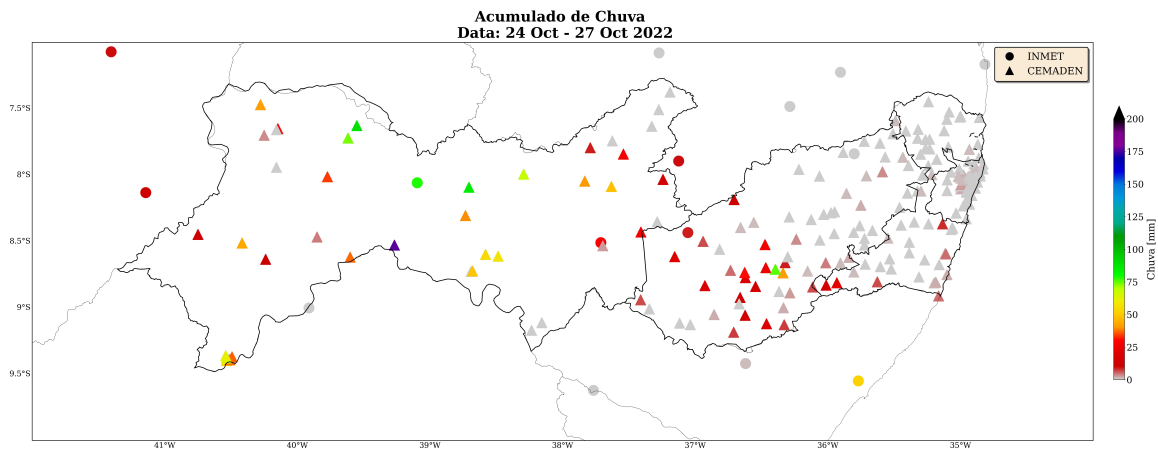 Acumulado de Chuva
Data: 24 Oct - 27 Oct 2022
INMET
CEMADEN
7.5°S
8°S
8.5°S
9°S
9.5°S
41°W
40°W
39°W
38°W
37°W
36°W
35°W
200
175
150
125
100
75
50
25
0
Chuva [mm]